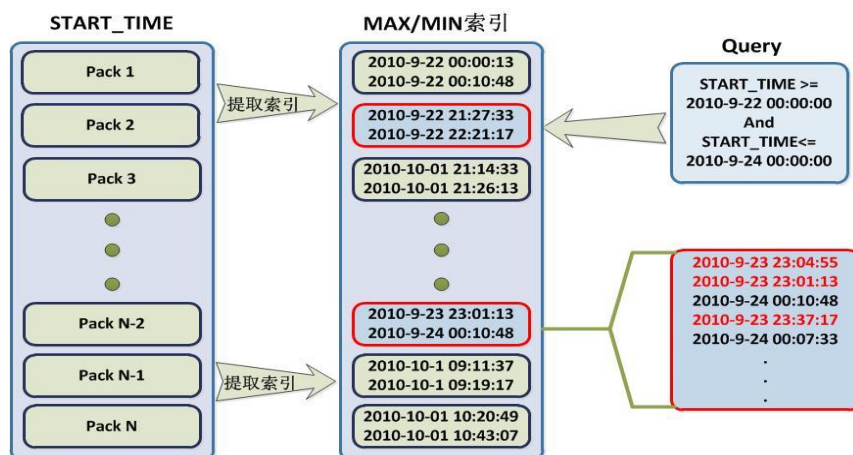 START_TIME
Pack 1
Pack 2
Pack 3
Pack N-2
Pack N-1
Pack N
提取索引
提取索引
MAX/MIN索引
2010-9-22 00:00:13
2010-9-22 00:10:48
2010-9-22 21:27:33
2010-9-22 22:21:17
2010-10-01 21:14:33
2010-10-01 21:26:13
2010-9-23 23:01:13
2010-9-24 00:10:48
2010-10-1 09:11:37
2010-10-1 09:19:17
2010-10-01 10:20:49
2010-10-01 10:43:07
Query
START_TIME >=
2010-9-22 00:00:00
And
START_TIME<=
2010-9-24 00:00:00
2010-9-23 23:04:55
2010-9-23 23:01:13
2010-9-24 00:10:48
2010-9-23 23:37:17
2010-9-24 00:07:33
.
.
.